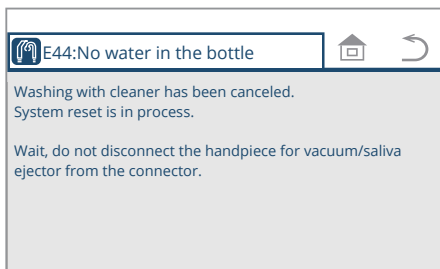 E44:No water in the bottle
Washing with cleaner has been canceled.
System reset is in process.
Wait, do not disconnect the handpiece for vacuum/saliva
ejector from the connector.